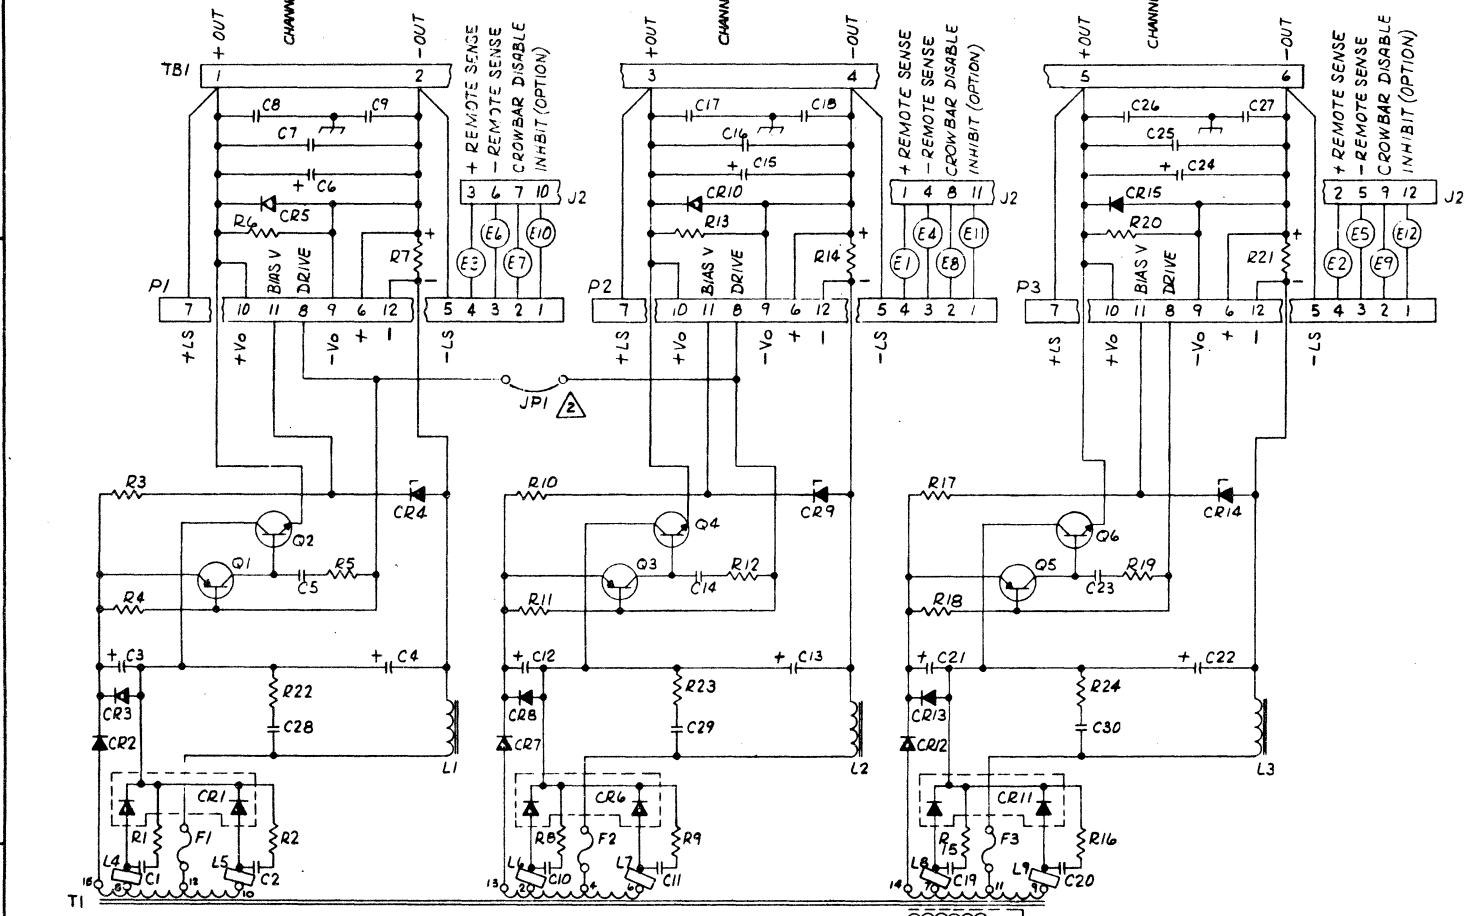 CHANN
CHANN
CHANN
+OUT
-OUT
+OUT
-OUT
+OUT
-OUT
+ REMOTE SENSE
- REMOTE SENSE
CROWBAR DISABLE
INHBIT (OPTION)
+ REMOTE SENSE
- REMOTE SENSE
CROWBAR DISABLE
INHIBIT (OPTION)
+ REMOTE SENSE
- REMOTE SENSE
CROWBAR DISABLE
INHIBIT (OPTION)
TB1 1 2 3 4 5 6
C8 C9 C17 C18 C26 C27
C7 C16 C25
+ C6 + C15 + C24
3 6 7 10 J2 1 4 8 11 J2 2 5 9 12 J2
CR5 CR10 CR15
R6 R13 R20
E6 E10 E4 E11 E5 E12
+ + +
R7 R14 R21
E3 E7 E1 E8 E2 E9
- - -
BIAS V DRIVE BIAS V DRIVE BIAS V DRIVE
P1 7 10 11 8 9 6 12 5 4 3 2 1
P2 7 10 11 8 9 6 12 5 4 3 2 1
P3 7 10 11 8 9 6 12 5 4 3 2 1
+LS +Vo -Vo + - -LS
+LS +Vo -Vo + - -LS
+LS +Vo -Vo + - -LS
JP1 2
R3 CR4 R10 CR9 R17 CR14
Q2 Q4 Q6
Q1 C5 R5 Q3 C14 R12 Q5 C23 R19
R4 R11 R18
+ C3 + C4 + C12 + C13 + C21 + C22
CR3 R22 CR8 R23 CR13 R24
CR2 C28 CR7 C29 CR12 C30
L1 L2 L3
CR1 CR6 CR11
R1 F1 R2 R8 F2 R9 R15 F3 R16
L4 C1 L5 C2 L6 C10 L7 C11 L8 C19 L9 C20
T1 15 8 12 10 13 2 4 6 14 7 11 9